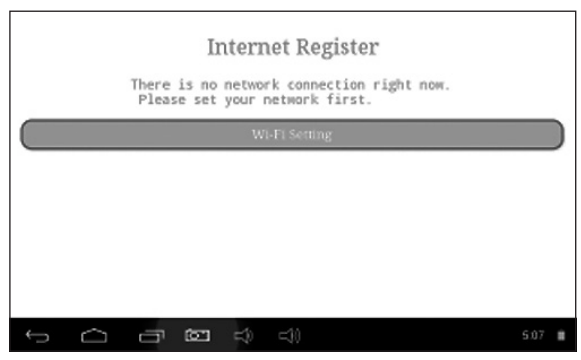 Internet Register
There is no network connection right now.
Please set your network first.
Wi-Fi Setting
5:07